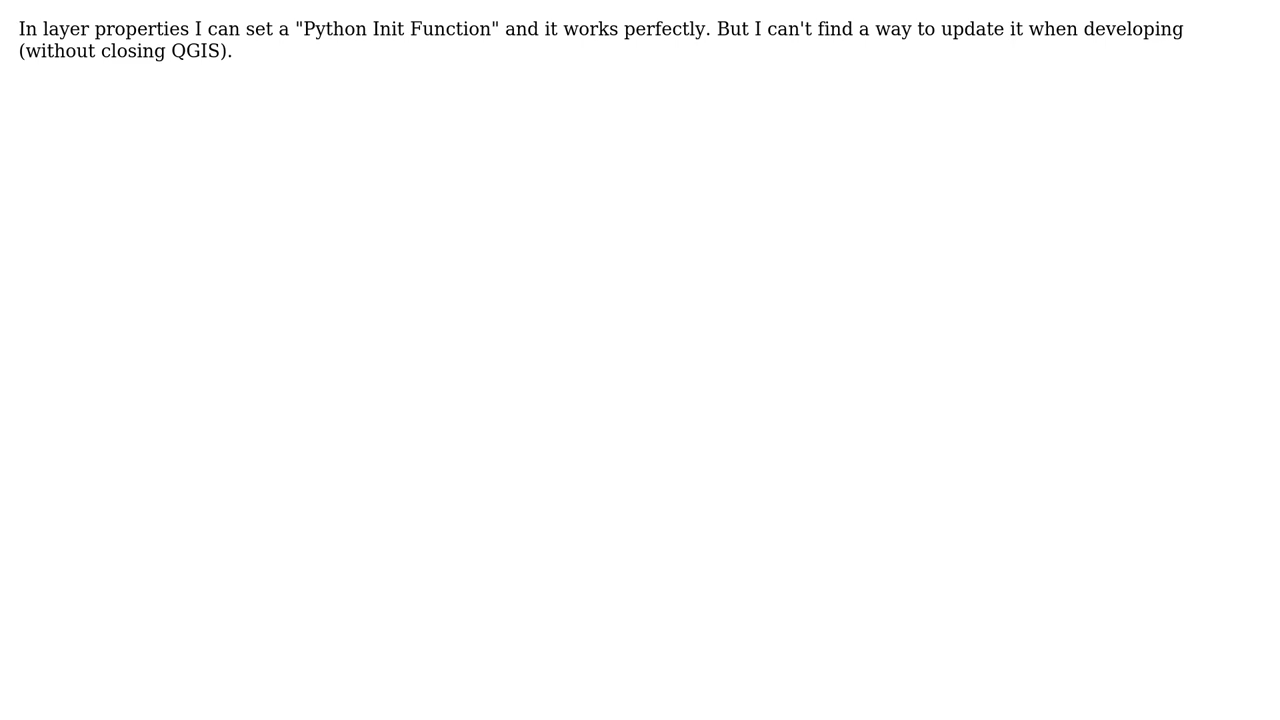 In layer properties I can set a "Python Init Function" and it works perfectly. But I can't find a way to update it when developing
(without closing QGIS).